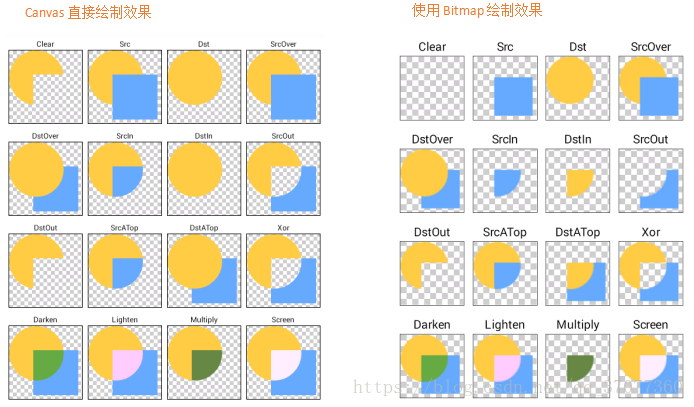 Canvas 直接绘制效果
使用 Bitmap 绘制效果
Clear Src Dst SrcOver
DstOver SrcIn DstIn SrcOut
DstOut SrcATop DstATop Xor
Darken Lighten Multiply Screen
Clear Src Dst SrcOver
DstOver SrcIn DstIn SrcOut
DstOut SrcATop DstATop Xor
Darken Lighten Multiply Screen